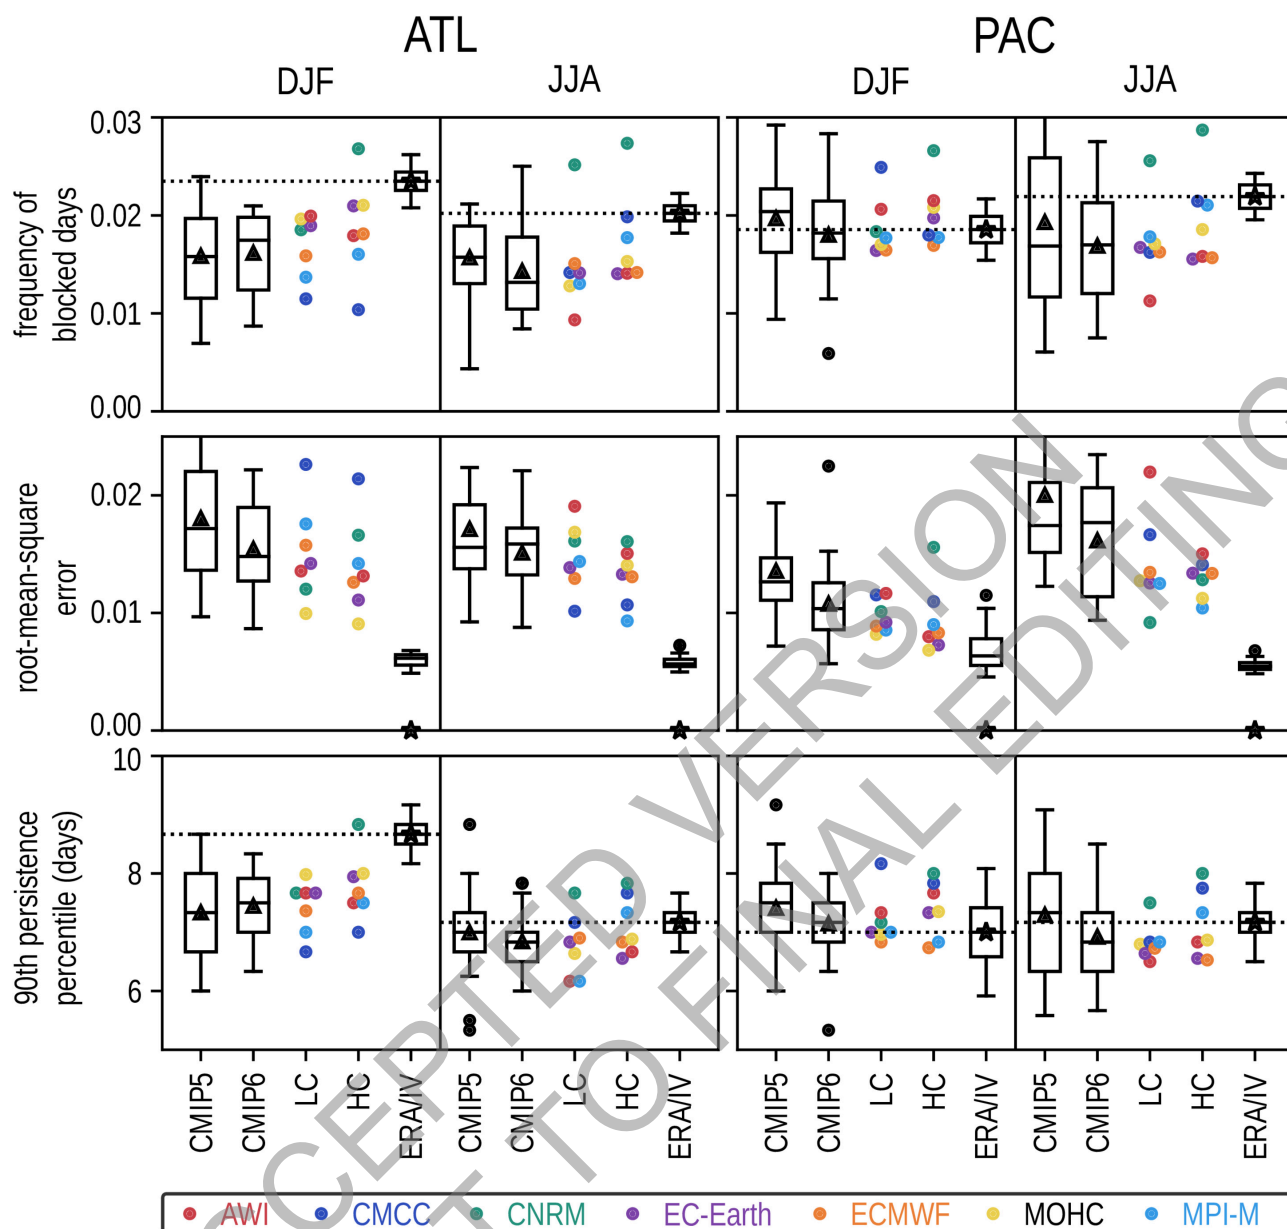 ATL PAC
DJF JJA DJF JJA
frequency of
blocked days
0.03
0.02
0.01
0.00
root-mean-square
error
0.02
0.01
0.00
90th persistence
percentile (days)
10
8
6
CMIP5 CMIP6 LC HC ERA/IV CMIP5 CMIP6 LC HC ERA/IV CMIP5 CMIP6 LC HC ERA/IV CMIP5 CMIP6 LC HC ERA/IV
AWI CMCC CNRM EC-Earth ECMWF MOHC MPI-M
VERSION
TO FINAL EDITING